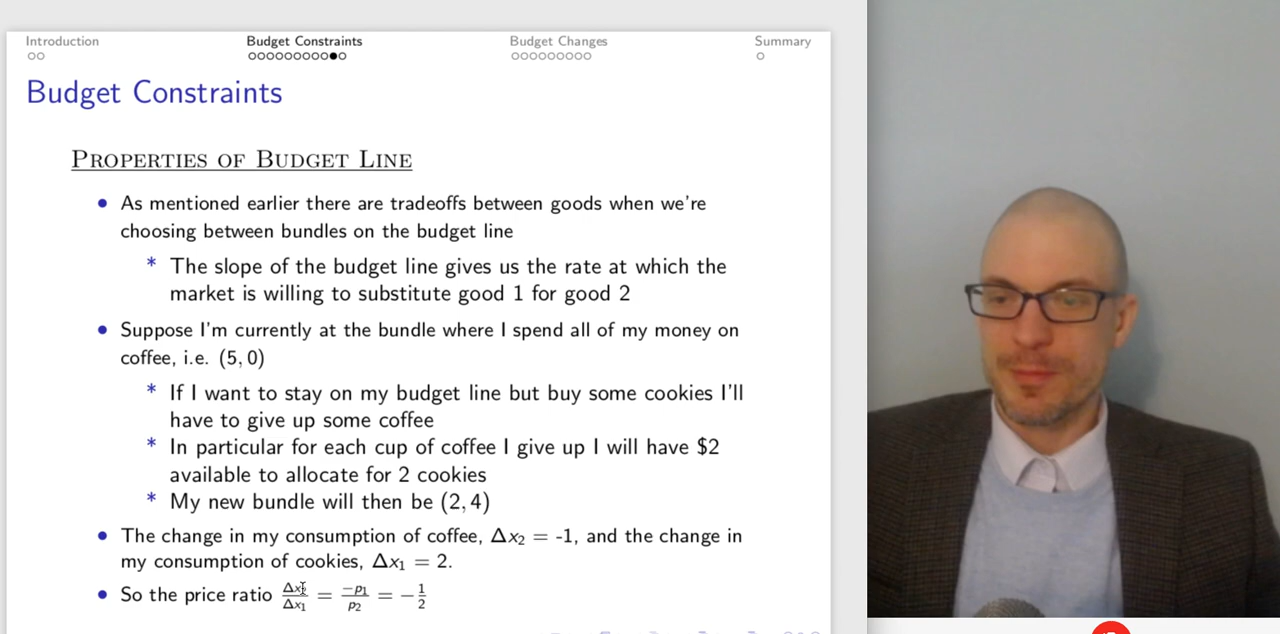 Introduction Budget Constraints Budget Changes Summary
Budget Constraints
PROPERTIES OF BUDGET LINE
• As mentioned earlier there are tradeoffs between goods when we're
choosing between bundles on the budget line
* The slope of the budget line gives us the rate at which the
market is willing to substitute good 1 for good 2
• Suppose I'm currently at the bundle where I spend all of my money on
coffee, i.e. (5, 0)
* If I want to stay on my budget line but buy some cookies I'll
have to give up some coffee
* In particular for each cup of coffee I give up I will have $2
available to allocate for 2 cookies
* My new bundle will then be (2, 4)
• The change in my consumption of coffee, Δx₂ = -1, and the change in
my consumption of cookies, Δx₁ = 2.
• So the price ratio Δx₂/Δx₁ = −p₁/p₂ = −1/2